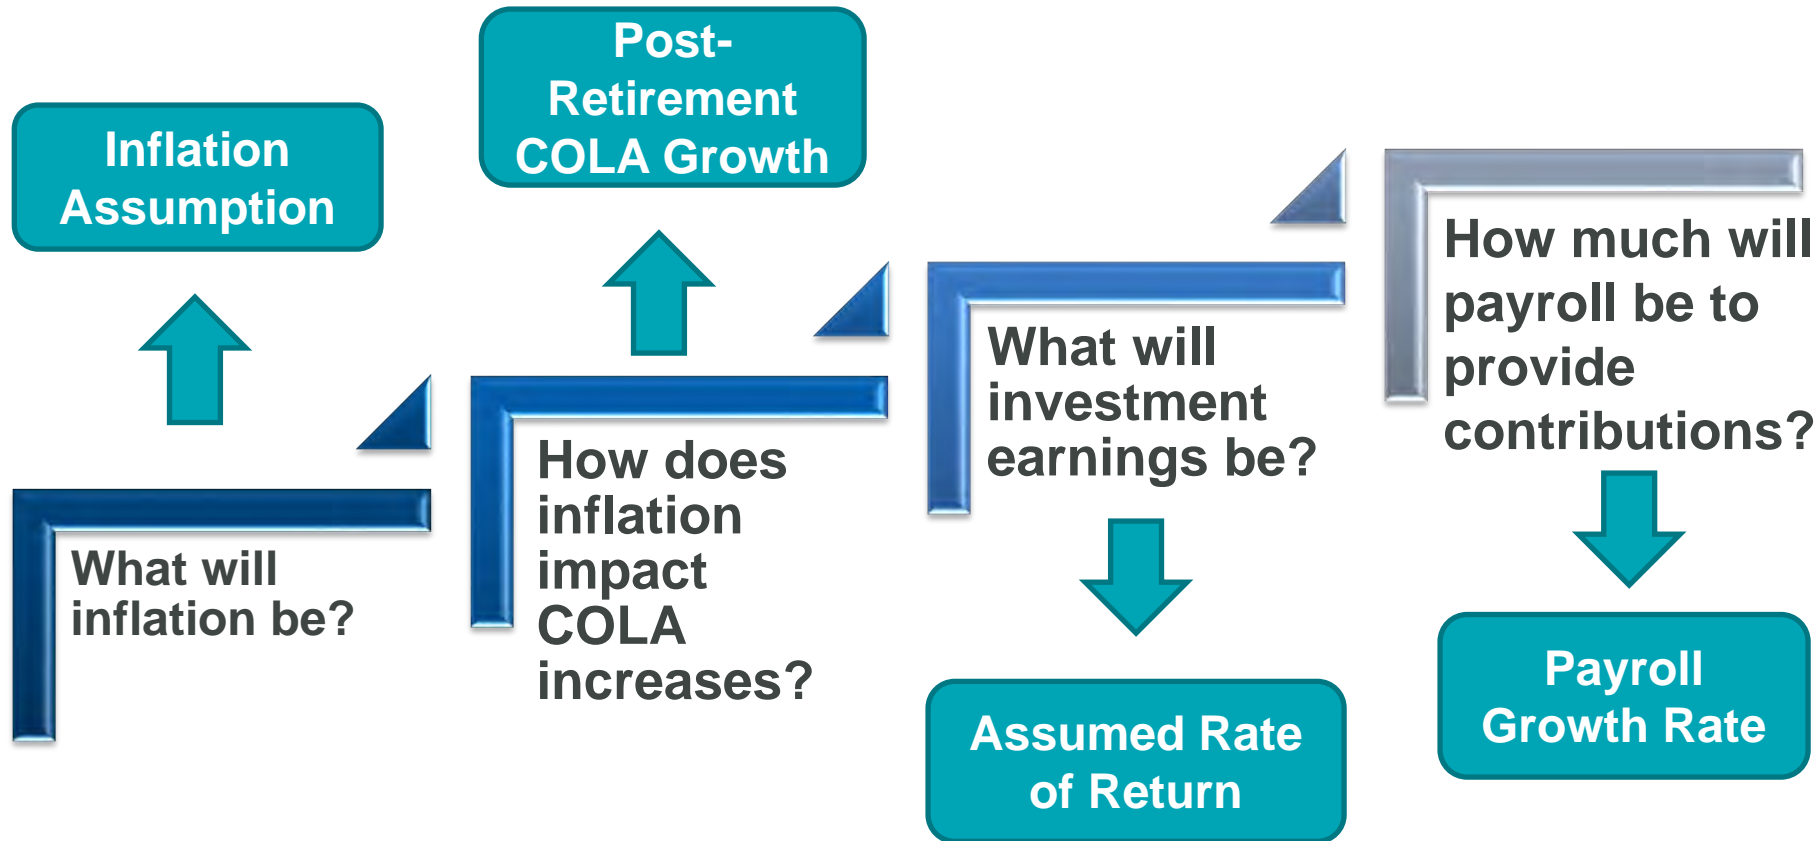 Inflation
Assumption
What will
inflation be?
Post-
Retirement
COLA Growth
How does
inflation
impact
COLA
increases?
What will
investment
earnings be?
Assumed Rate
of Return
How much will
payroll be to
provide
contributions?
Payroll
Growth Rate